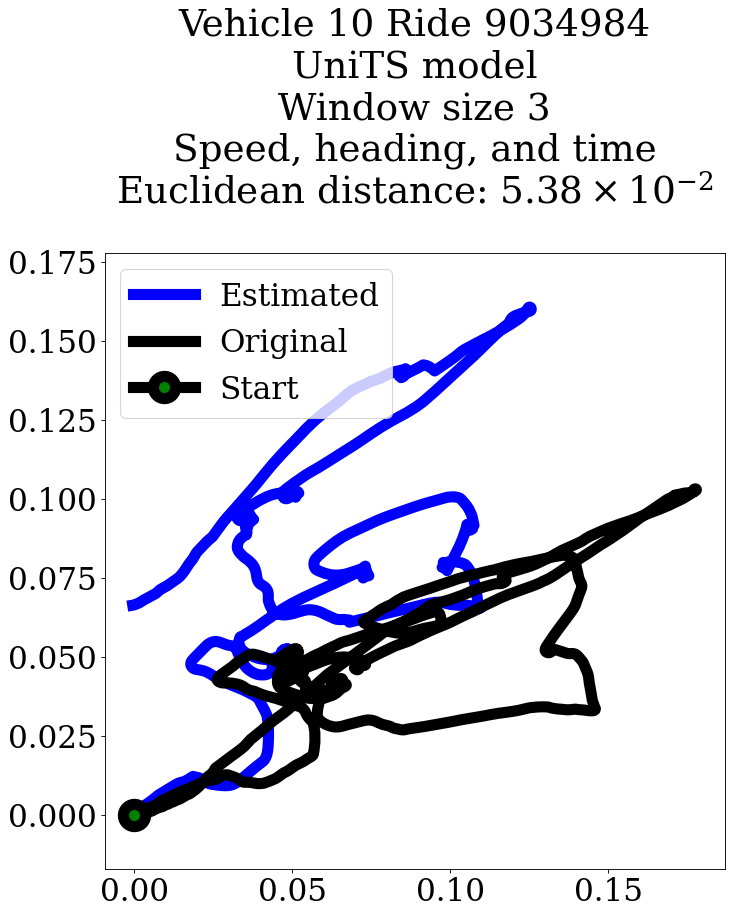 Vehicle 10 Ride 9034984
UniTS model
Window size 3
Speed, heading, and time
Euclidean distance: 5.38 × 10⁻²
0.175
0.150
0.125
0.100
0.075
0.050
0.025
0.000
Estimated
Original
Start
0.00 0.05 0.10 0.15